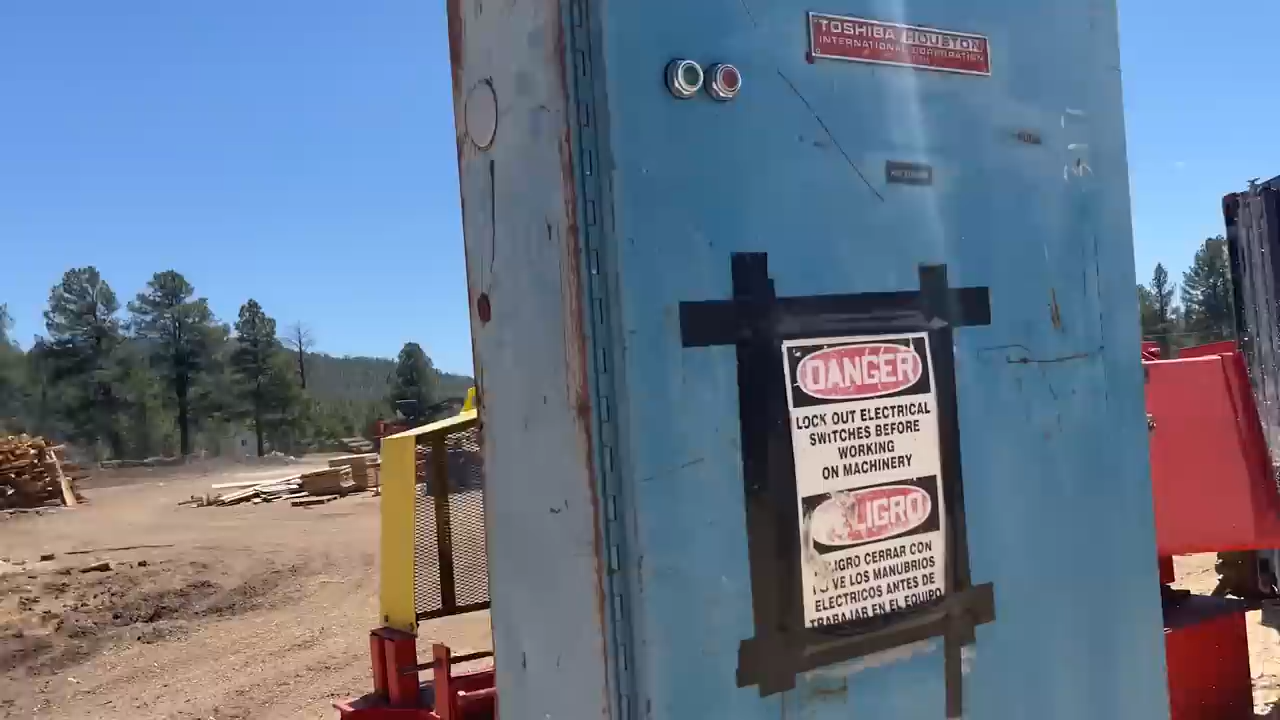 TOSHIBA HOUSTON
INTERNATIONAL CORPORATION
DANGER
LOCK OUT ELECTRICAL
SWITCHES BEFORE
WORKING
ON MACHINERY
LIGRO
IGRO CERRAR CON
VE LOS MANUBRIOS
ELECTRICOS ANTES DE
TRABAJAR EN EL EQUIPO